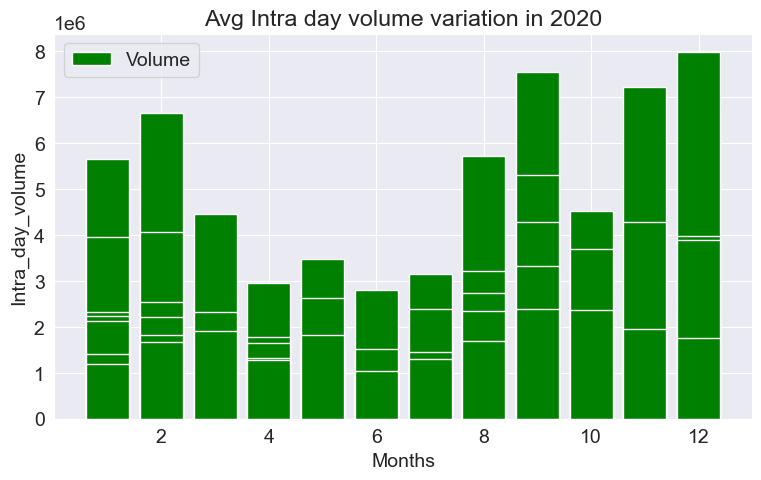 Avg Intra day volume variation in 2020
1e6
Volume
8
7
6
5
4
3
2
1
0
Intra_day_volume
2 4 6 8 10 12
Months